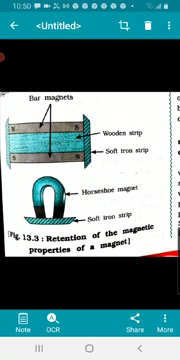 10:50
<Untitled>
Bar magnets
S N
Wooden strip
Soft iron strip
S N
Horseshoe magnet
Soft iron strip
[Fig. 13.3 : Retention of the magnetic
properties of a magnet]
Note
OCR
Share
More